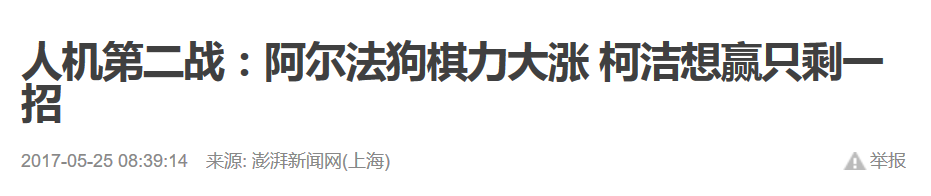 人机第二战：阿尔法狗棋力大涨 柯洁想赢只剩一
招
2017-05-25 08:39:14 来源: 澎湃新闻网(上海) 举报